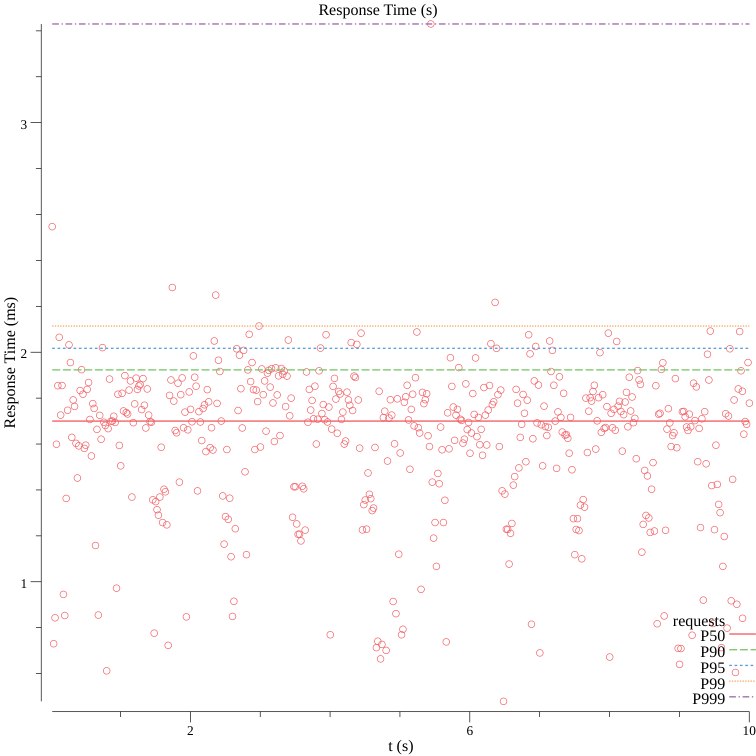 Response Time (s)
Response Time (ms)
3
2
1
2
6
10
t (s)
requests
P50
P90
P95
P99
P999